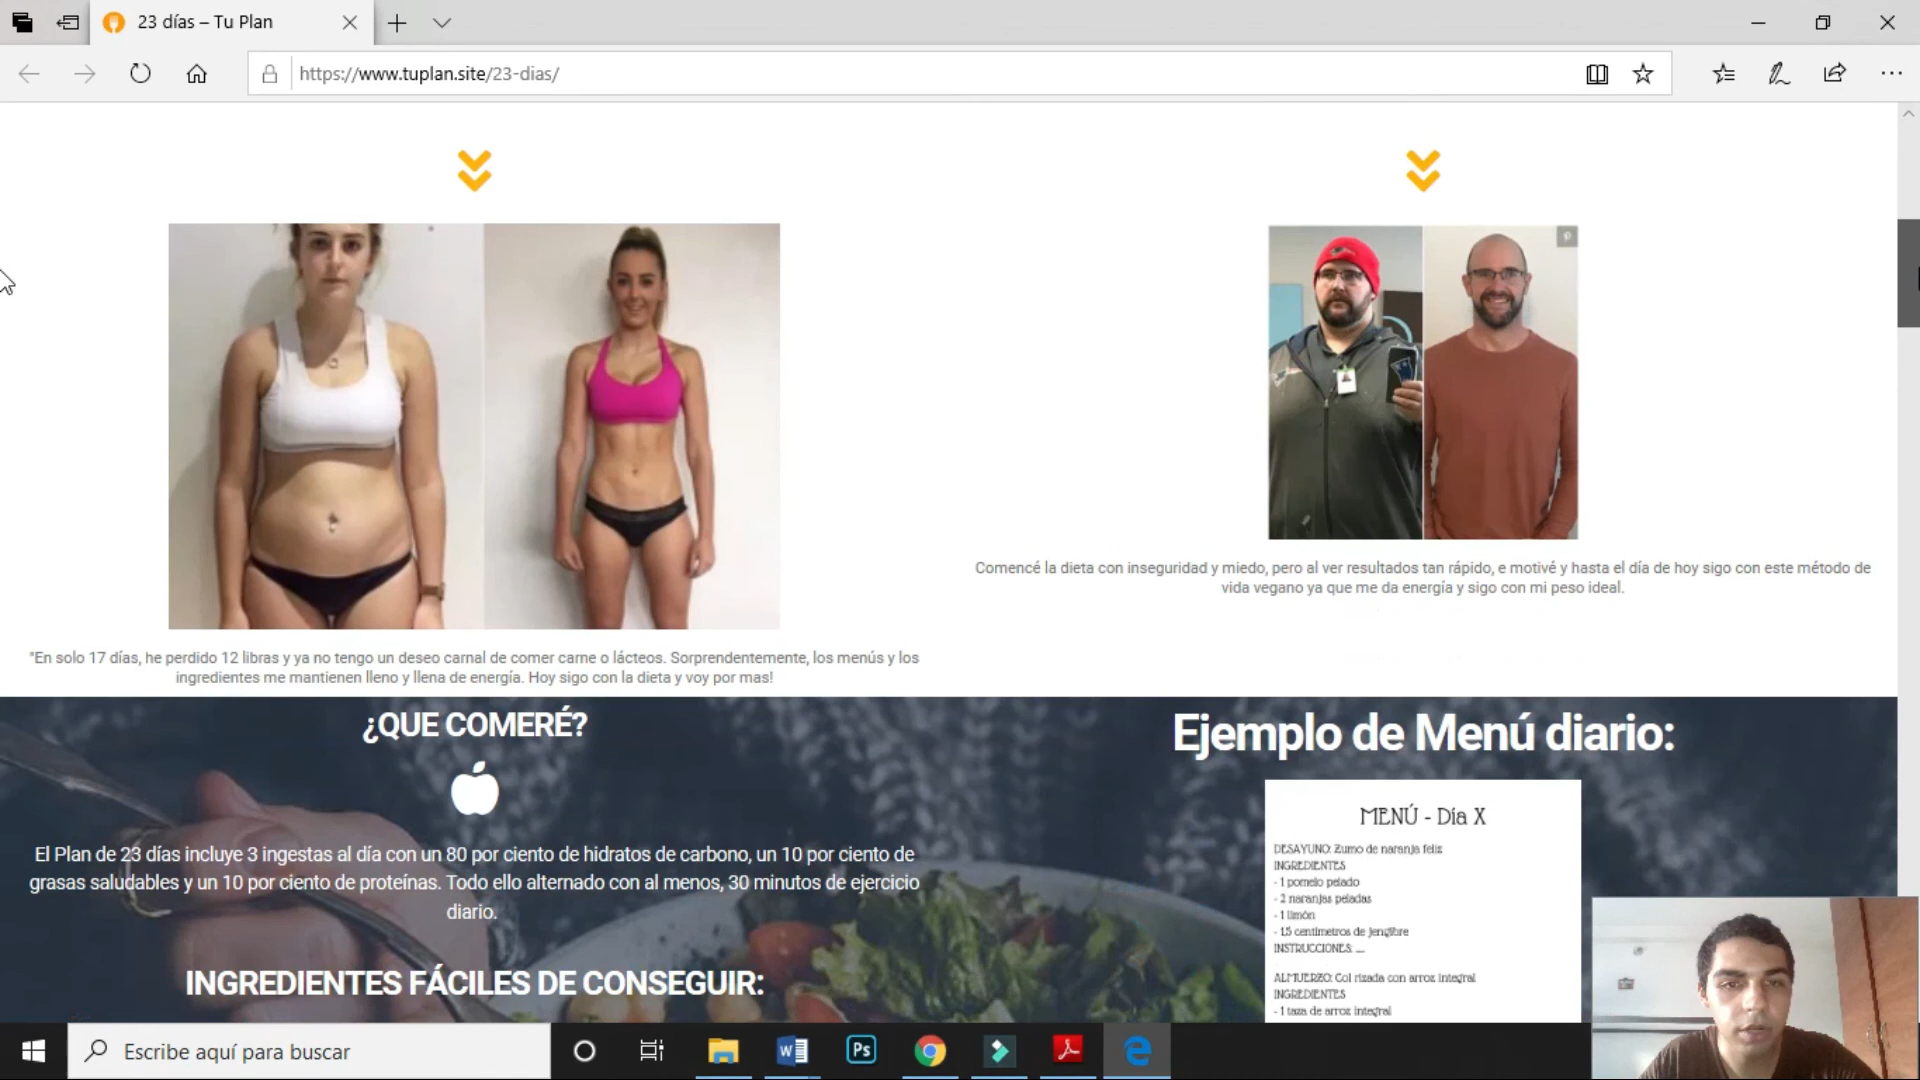 23 días – Tu Plan
https://www.tuplan.site/23-dias/
"En solo 17 días, he perdido 12 libras y ya no tengo un deseo carnal de comer carne o lácteos. Sorprendentemente, los menús y los
ingredientes me mantienen lleno y llena de energía. Hoy sigo con la dieta y voy por mas!
Comencé la dieta con inseguridad y miedo, pero al ver resultados tan rápido, e motivé y hasta el día de hoy sigo con este método de
vida vegano ya que me da energía y sigo con mi peso ideal.
¿QUE COMERÉ?
El Plan de 23 días incluye 3 ingestas al día con un 80 por ciento de hidratos de carbono, un 10 por ciento de
grasas saludables y un 10 por ciento de proteínas. Todo ello alternado con al menos, 30 minutos de ejercicio
diario.
INGREDIENTES FÁCILES DE CONSEGUIR:
Ejemplo de Menú diario:
MENÚ - Día X
DESAYUNO: Zumo de naranja feliz
INGREDIENTES
- 1 pomelo pelado
- 2 naranjas peladas
- 1 limón
- 1,5 centímetros de jengibre
INSTRUCCIONES: ...
ALMUERZO: Col rizada con arroz integral
INGREDIENTES
- 1 taza de arroz integral
Escribe aquí para buscar
W
Ps